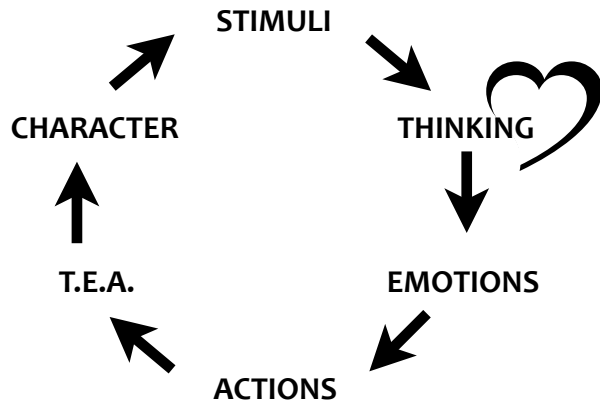 STIMULI
THINKING
EMOTIONS
ACTIONS
T.E.A.
CHARACTER